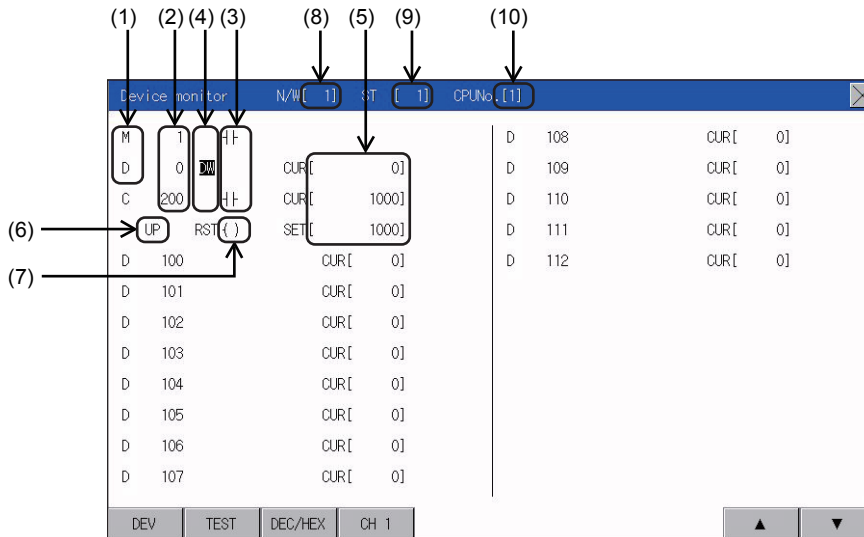 (1) (2) (4) (3) (8) (5) (9) (10)
Device monitor N/W[ 1] ST [ 1] CPUNo.[1]
M 1
D 0 DW CUR[ 0]
C 200 CUR[ 1000]
(6) UP RST( ) SET[ 1000]
(7)
D 100 CUR[ 0]
D 101 CUR[ 0]
D 102 CUR[ 0]
D 103 CUR[ 0]
D 104 CUR[ 0]
D 105 CUR[ 0]
D 106 CUR[ 0]
D 107 CUR[ 0]
D 108 CUR[ 0]
D 109 CUR[ 0]
D 110 CUR[ 0]
D 111 CUR[ 0]
D 112 CUR[ 0]
DEV TEST DEC/HEX CH 1 ▲ ▼